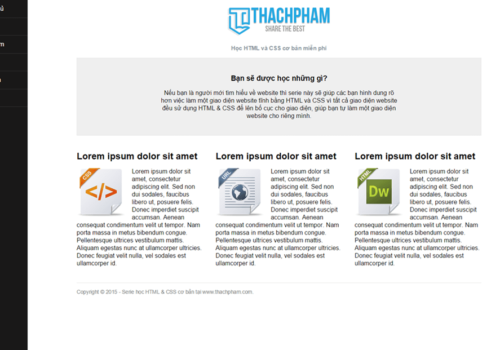 THACHPHAM
SHARE THE BEST
Học HTML và CSS cơ bản miễn phí
Bạn sẽ được học những gì?
Nếu bạn là người mới tìm hiểu về website thì serie này sẽ giúp các bạn hình dung rõ
hơn việc làm một giao diện website tĩnh bằng HTML và CSS vì tất cả giao diện website
đều sử dụng HTML & CSS để lên bố cục cho giao diện, giúp bạn tự làm một giao diện
website cho riêng mình.
Lorem ipsum dolor sit amet
Lorem ipsum dolor sit
amet, consectetur
adipiscing elit. Sed non
dui sodales, faucibus
libero ut, posuere felis.
Donec imperdiet suscipit
accumsan. Aenean
consequat condimentum velit ut tempor. Nam
porta massa in metus bibendum congue.
Pellentesque ultrices vestibulum mattis.
Aliquam egestas nunc at ullamcorper ultricies.
Donec feugiat velit nulla, vel sodales est
ullamcorper id.
Lorem ipsum dolor sit amet
Lorem ipsum dolor sit
amet, consectetur
adipiscing elit. Sed non
dui sodales, faucibus
libero ut, posuere felis.
Donec imperdiet suscipit
accumsan. Aenean
consequat condimentum velit ut tempor. Nam
porta massa in metus bibendum congue.
Pellentesque ultrices vestibulum mattis.
Aliquam egestas nunc at ullamcorper ultricies.
Donec feugiat velit nulla, vel sodales est
ullamcorper id.
Lorem ipsum dolor sit amet
Dw
Lorem ipsum dolor sit
amet, consectetur
adipiscing elit. Sed non
dui sodales, faucibus
libero ut, posuere felis.
Donec imperdiet suscipit
accumsan. Aenean
consequat condimentum velit ut tempor. Nam
porta massa in metus bibendum congue.
Pellentesque ultrices vestibulum mattis.
Aliquam egestas nunc at ullamcorper ultricies.
Donec feugiat velit nulla, vel sodales est
ullamcorper id.
Copyright © 2015 - Serie học HTML & CSS cơ bản tại www.thachpham.com.